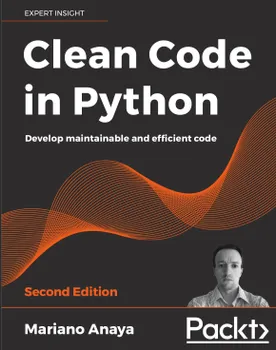 EXPERT INSIGHT
Clean Code
in Python
Develop maintainable and efficient code
Second Edition
Mariano Anaya
Packt>